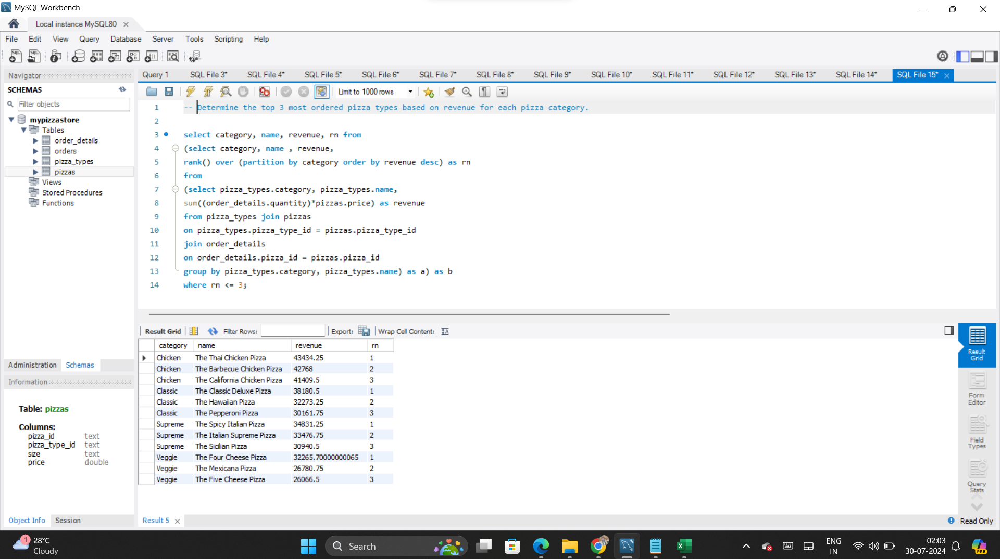 MySQL Workbench
Local instance MySQL80
File Edit View Query Database Server Tools Scripting Help
Navigator
Query 1 SQL File 3* SQL File 4* SQL File 5* SQL File 6* SQL File 7* SQL File 8* SQL File 9* SQL File 10* SQL File 11* SQL File 12* SQL File 13* SQL File 14* SQL File 15*
SCHEMAS
Limit to 1000 rows
Filter objects
mypizzastore
Tables
order_details
orders
pizza_types
pizzas
Views
Stored Procedures
Functions
1 -- Determine the top 3 most ordered pizza types based on revenue for each pizza category.
2
3 select category, name, revenue, rn from
4 (select category, name , revenue,
5 rank() over (partition by category order by revenue desc) as rn
6 from
7 (select pizza_types.category, pizza_types.name,
8 sum((order_details.quantity)*pizzas.price) as revenue
9 from pizza_types join pizzas
10 on pizza_types.pizza_type_id = pizzas.pizza_type_id
11 join order_details
12 on order_details.pizza_id = pizzas.pizza_id
13 group by pizza_types.category, pizza_types.name) as a) as b
14 where rn <= 3;
Result Grid Filter Rows: Export: Wrap Cell Content:
category name revenue rn
Chicken The Thai Chicken Pizza 43434.25 1
Chicken The Barbecue Chicken Pizza 42768 2
Chicken The California Chicken Pizza 41409.5 3
Classic The Classic Deluxe Pizza 38180.5 1
Classic The Hawaiian Pizza 32273.25 2
Classic The Pepperoni Pizza 30161.75 3
Supreme The Spicy Italian Pizza 34831.25 1
Supreme The Italian Supreme Pizza 33476.75 2
Supreme The Sicilian Pizza 30940.5 3
Veggie The Four Cheese Pizza 32265.70000000065 1
Veggie The Mexicana Pizza 26780.75 2
Veggie The Five Cheese Pizza 26066.5 3
Result
Grid
Form
Editor
Field
Types
Query
Stats
Administration Schemas
Information
Table: pizzas
Columns:
pizza_id text
pizza_type_id text
size text
price double
Object Info Session
Result 5
Read Only
1
28°C
Cloudy
Search
ENG
IN
02:03
30-07-2024
PRE